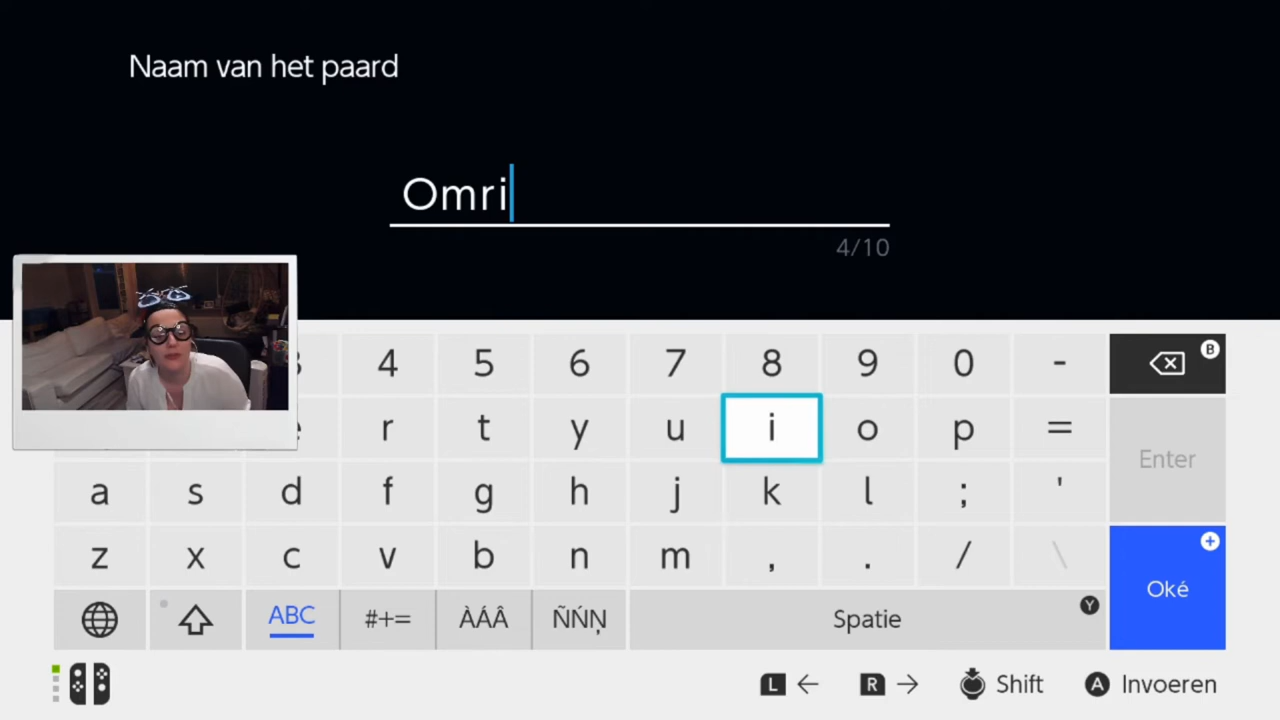 Naam van het paard
Omri
4/10
4 5 6 7 8 9 0 - B
r t y u i o p = Enter
a s d f g h j k l ; '
z x c v b n m , . / \ + Oké
ABC #+= ÀÁÂ ÑŃŅ Spatie Y
L ← R → Shift A Invoeren